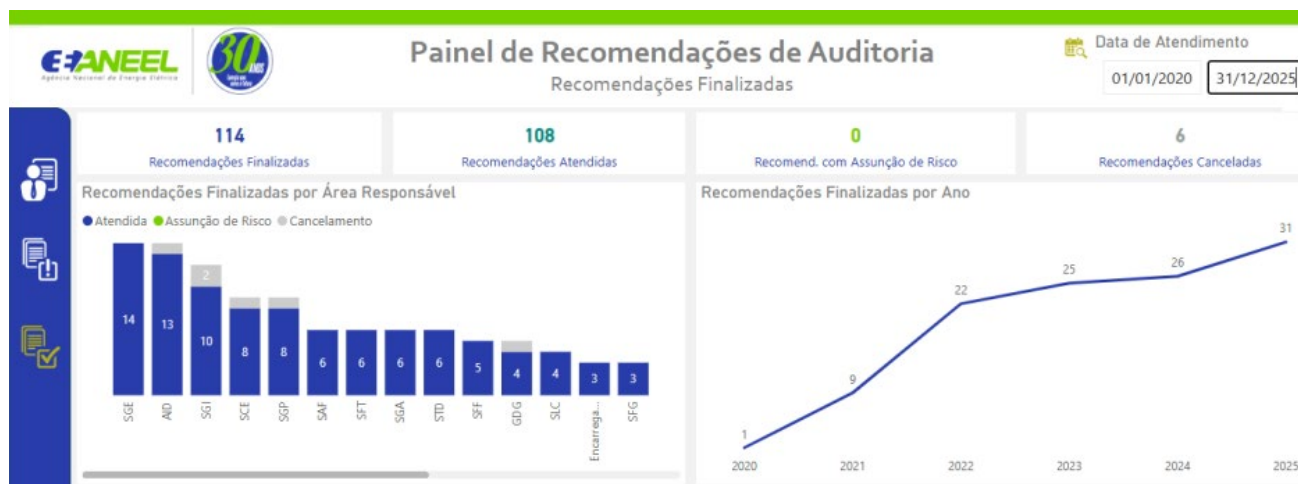 ANEEL
Agência Nacional de Energia Elétrica
30 ANOS
Painel de Recomendações de Auditoria
Recomendações Finalizadas
Data de Atendimento
01/01/2020
31/12/2025
114
Recomendações Finalizadas
108
Recomendações Atendidas
0
Recomend. com Assunção de Risco
6
Recomendações Canceladas
Recomendações Finalizadas por Área Responsável
Atendida Assunção de Risco Cancelamento
14
13
2
10
8
8
6
6
6
6
5
4
4
3
3
SGE
AID
SGI
SCE
SGP
SAF
SFT
SGA
STD
SFF
GDG
SLC
Encarrega...
SFG
Recomendações Finalizadas por Ano
1
9
22
25
26
31
2020
2021
2022
2023
2024
2025